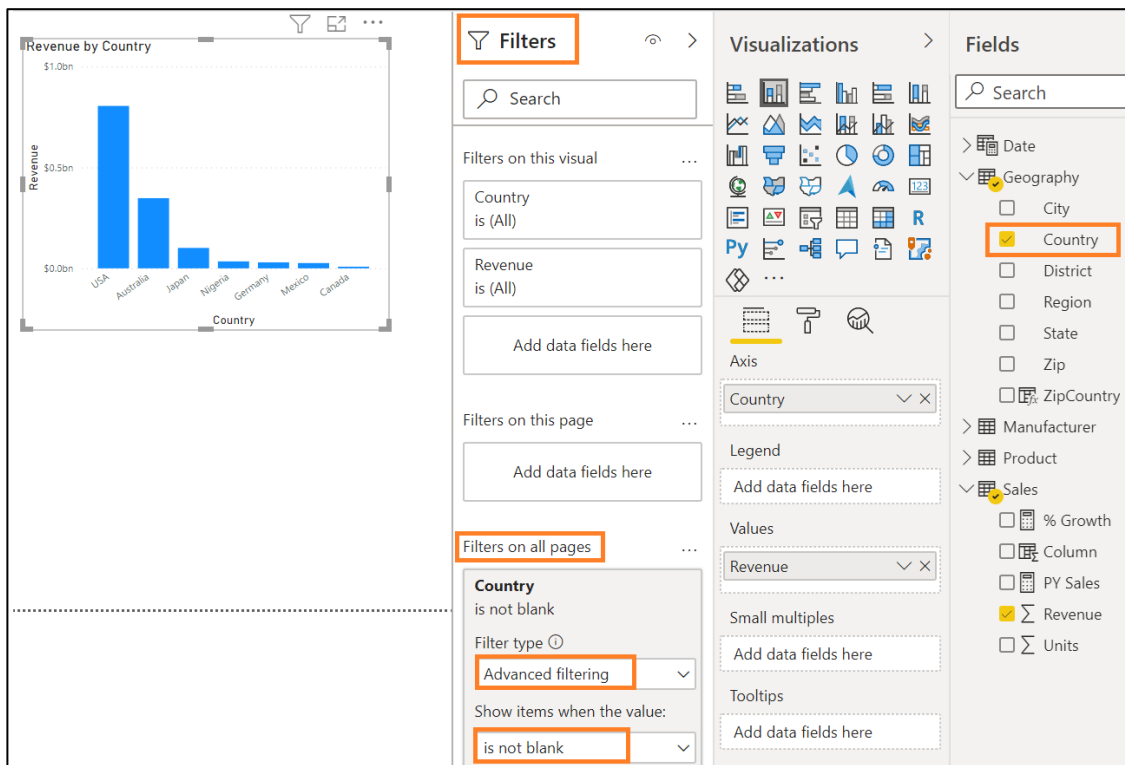 Revenue by Country
$1.0bn
$0.5bn
$0.0bn
Revenue
USA
Australia
Japan
Nigeria
Germany
Mexico
Canada
Country
Filters
Search
Filters on this visual
...
Country
is (All)
Revenue
is (All)
Add data fields here
Filters on this page
...
Add data fields here
Filters on all pages
...
Country
is not blank
Filter type
Advanced filtering
Show items when the value:
is not blank
Visualizations
123
R
Py
...
Axis
Country
Legend
Add data fields here
Values
Revenue
Small multiples
Add data fields here
Tooltips
Add data fields here
Fields
Search
Date
Geography
City
Country
District
Region
State
Zip
ZipCountry
Manufacturer
Product
Sales
% Growth
Column
PY Sales
Revenue
Units